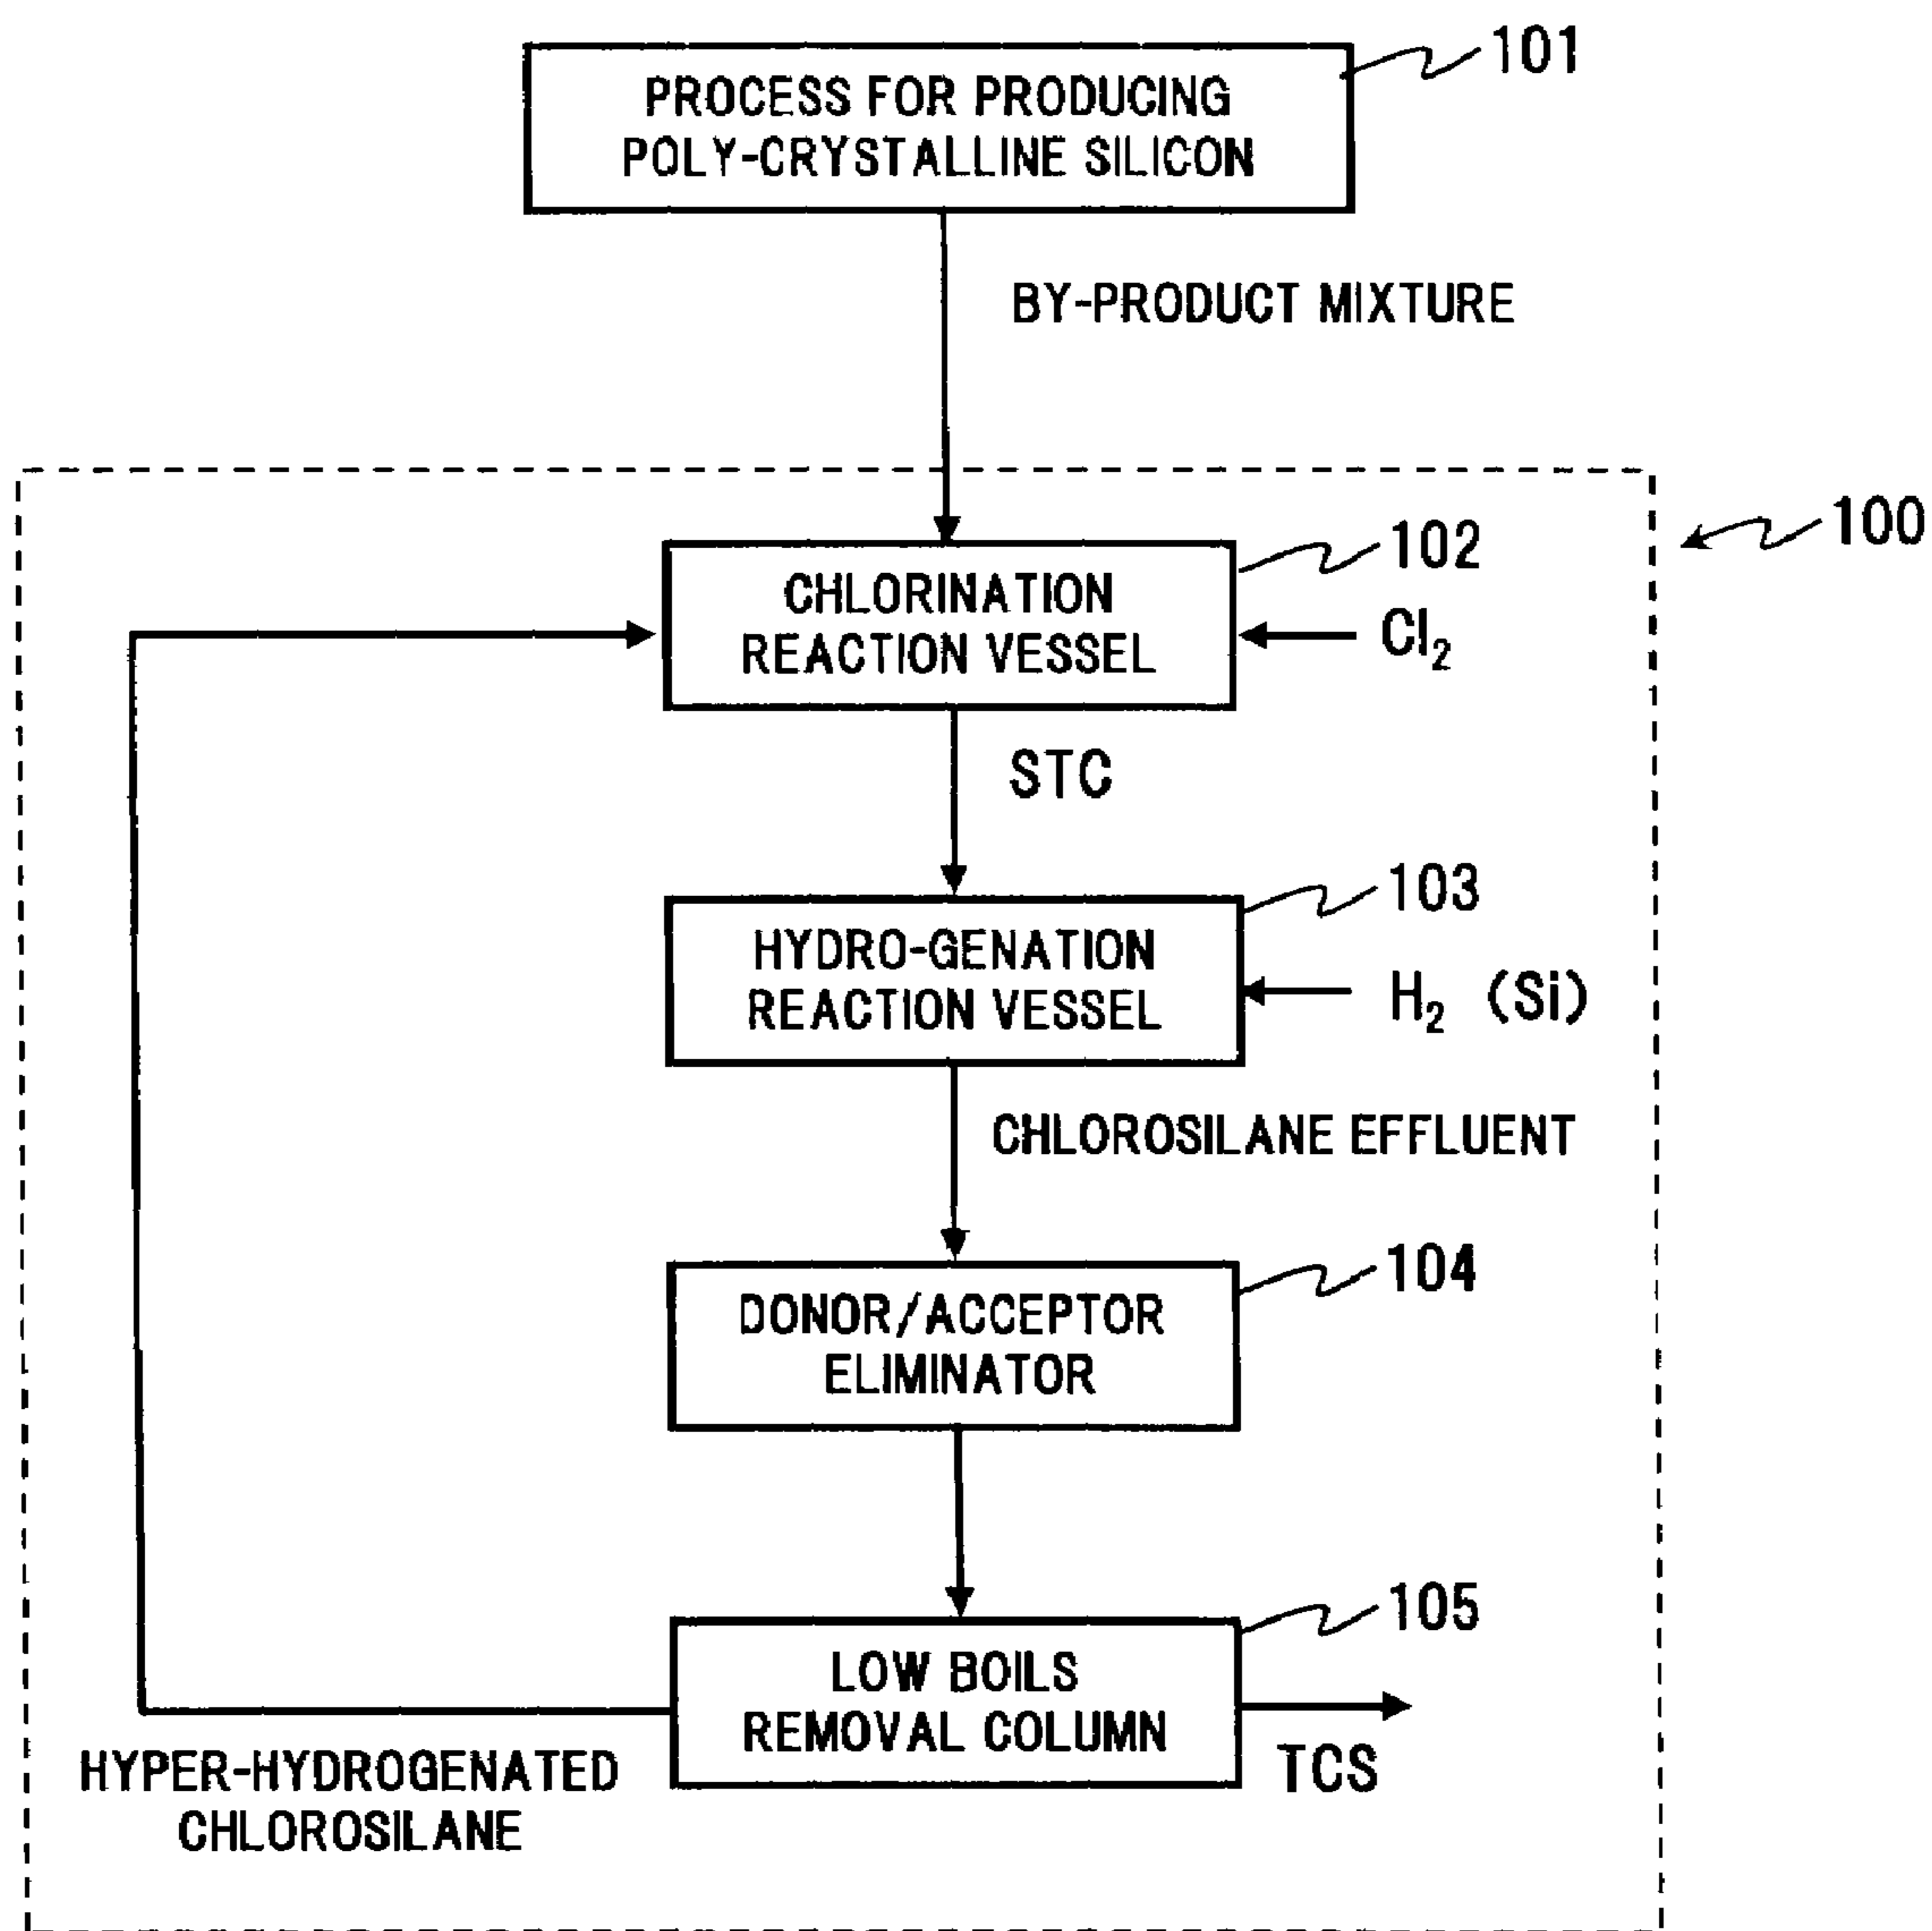 101
PROCESS FOR PRODUCING
POLY-CRYSTALLINE SILICON
BY-PRODUCT MIXTURE
100
102
CHLORINATION
REACTION VESSEL
Cl₂
STC
103
HYDRO-GENATION
REACTION VESSEL
H₂ (Si)
CHLOROSILANE EFFLUENT
104
DONOR/ACCEPTOR
ELIMINATOR
105
LOW BOILS
REMOVAL COLUMN
TCS
HYPER-HYDROGENATED
CHLOROSILANE